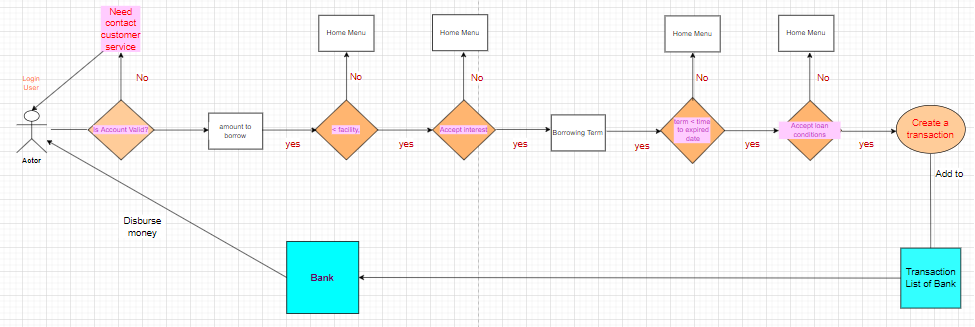 Need
contact
customer
service
Home Menu
Home Menu
Home Menu
Home Menu
Login
User
No
No
No
No
No
Is Account Valid?
amount to
borrow
< facility,
Accept interest
Borrowing Term
term < time
to expired
date
Accept loan
conditions
Create a
transaction
yes
yes
yes
yes
yes
yes
Actor
Add to
Disburse
money
Bank
Transaction
List of Bank